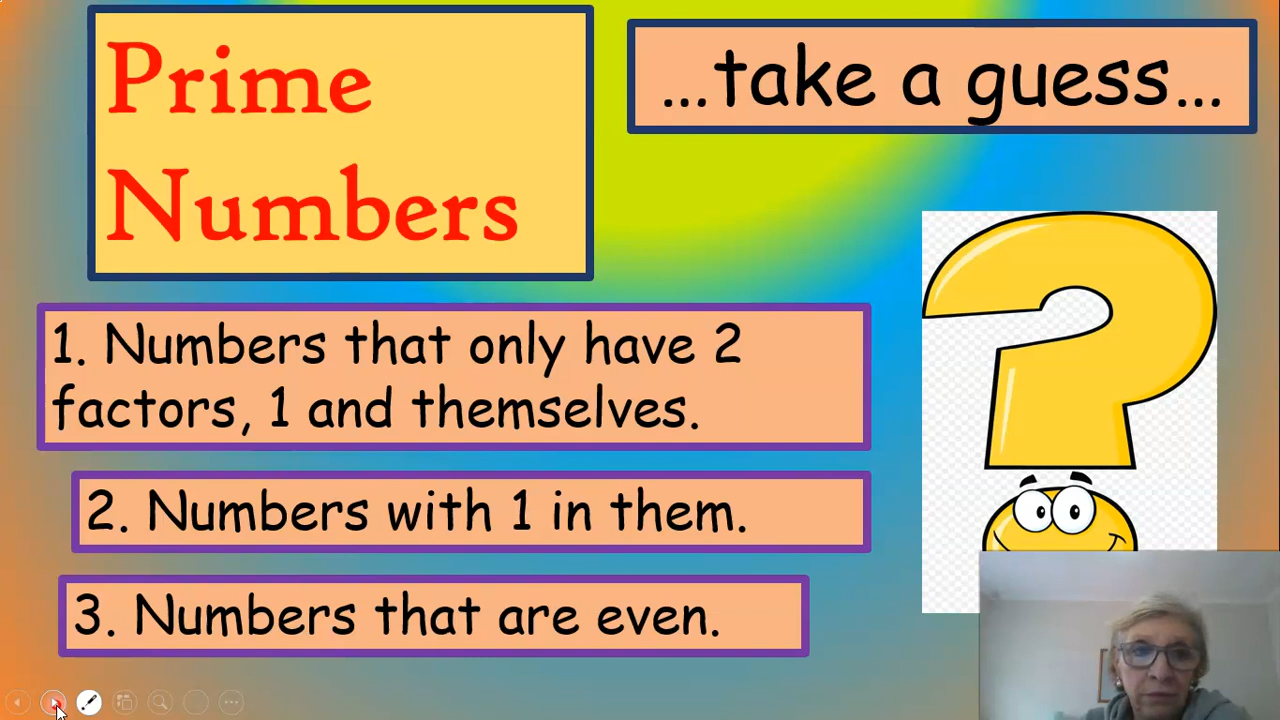 Prime
Numbers
...take a guess...
1. Numbers that only have 2
factors, 1 and themselves.
2. Numbers with 1 in them.
3. Numbers that are even.